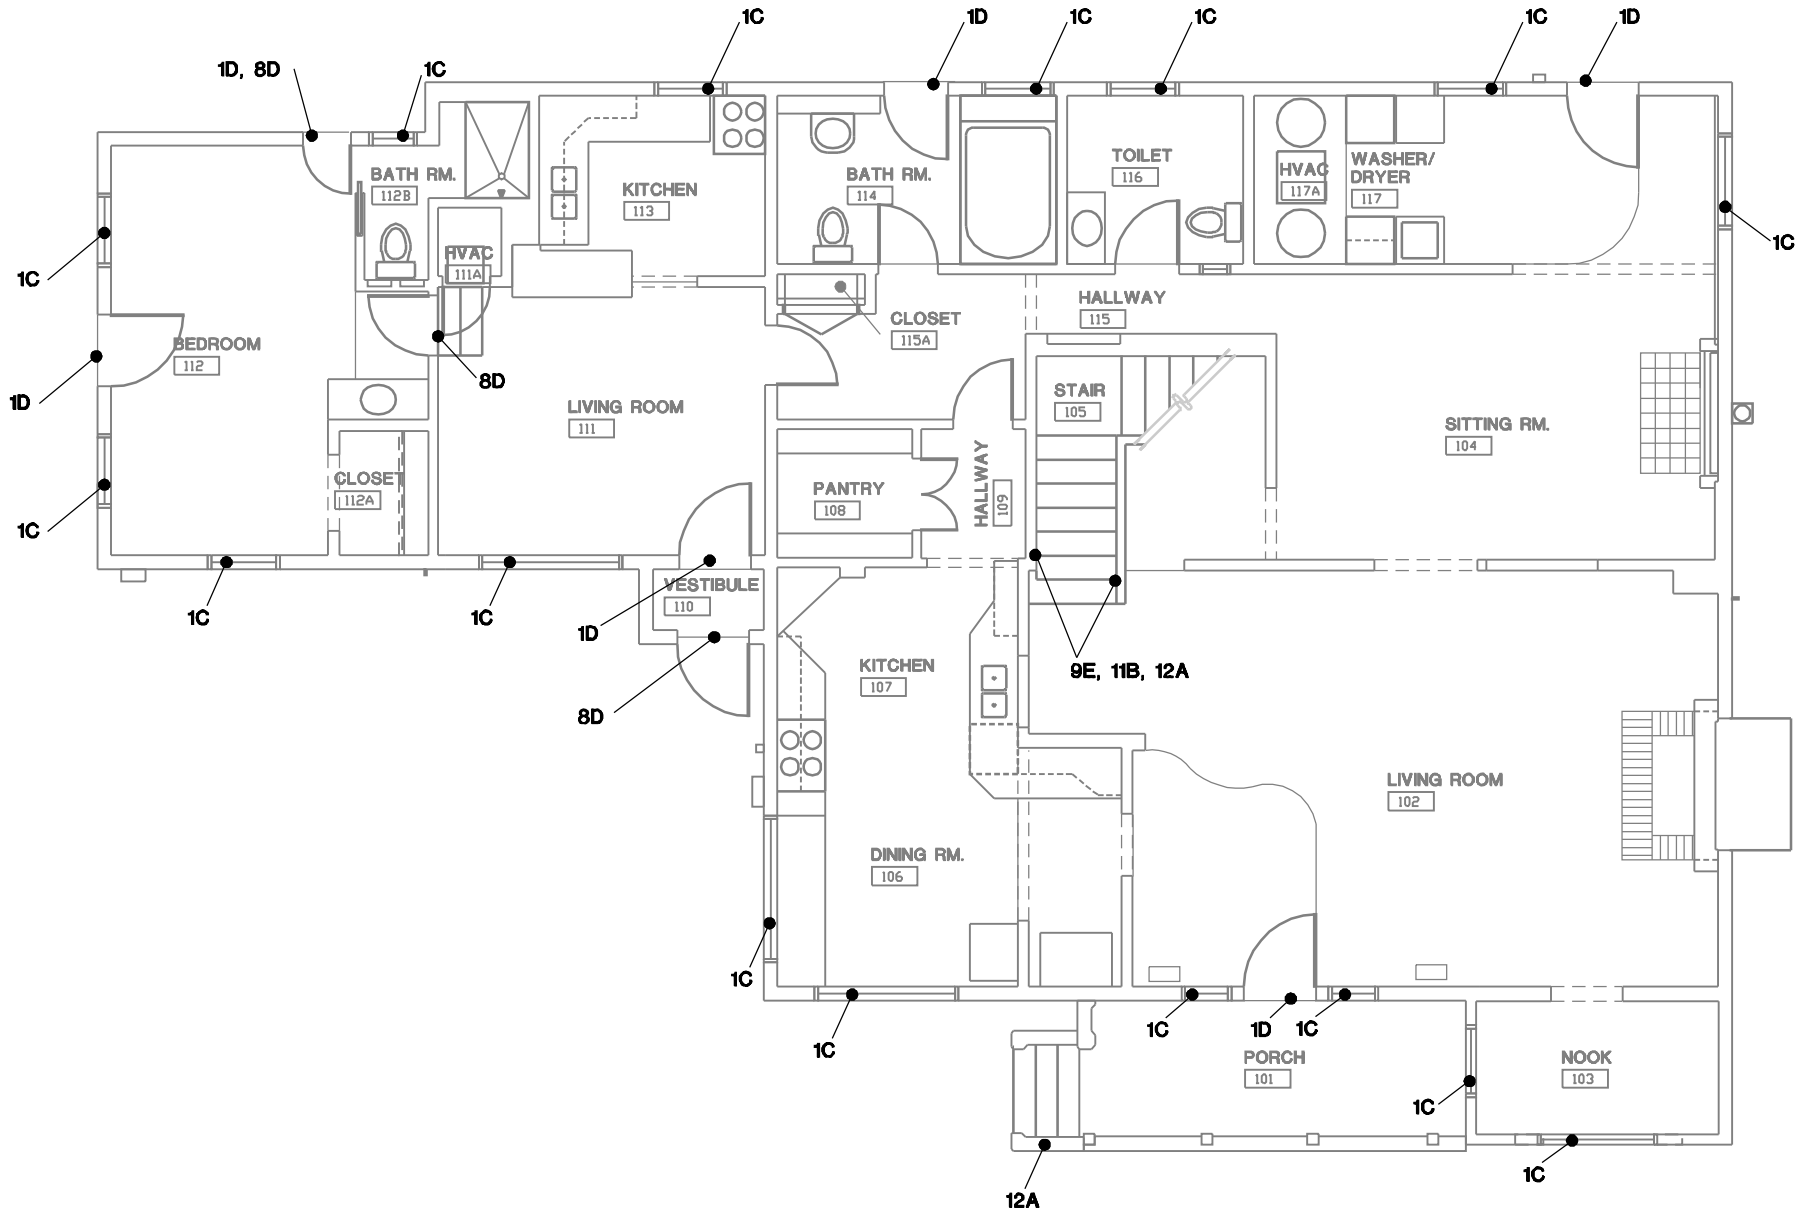 1C
1D
1C
1C
1C
1D
1D, 8D
1C
BATH RM.
112B
KITCHEN
113
BATH RM.
114
TOILET
116
HVAC
117A
WASHER/
DRYER
117
1C
1C
HVAC
111A
HALLWAY
115
CLOSET
115A
BEDROOM
112
1D
8D
LIVING ROOM
111
STAIR
105
SITTING RM.
104
CLOSET
112A
PANTRY
108
HALLWAY
109
1C
1C
1C
VESTIBULE
110
1D
8D
KITCHEN
107
9E, 11B, 12A
LIVING ROOM
102
DINING RM.
106
1C
1C
1C
1D
1C
PORCH
101
NOOK
103
1C
1C
12A